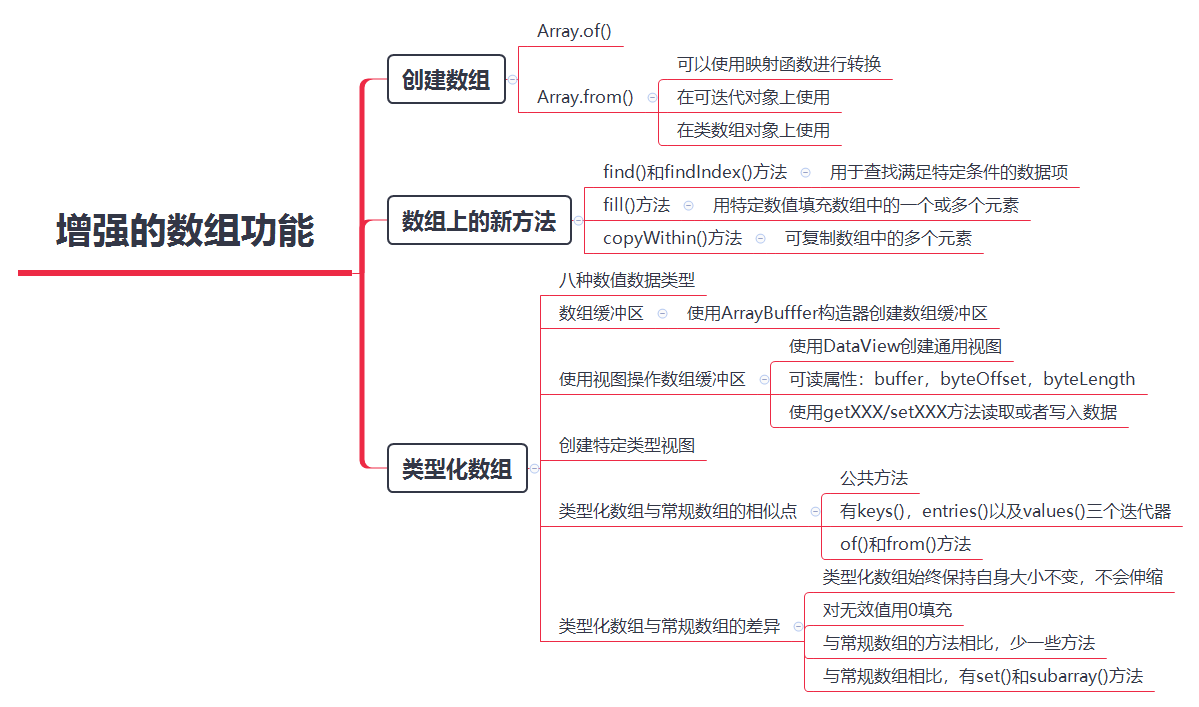 增强的数组功能
创建数组
Array.of()
Array.from()
可以使用映射函数进行转换
在可迭代对象上使用
在类数组对象上使用
数组上的新方法
find()和findIndex()方法
用于查找满足特定条件的数据项
fill()方法
用特定数值填充数组中的一个或多个元素
copyWithin()方法
可复制数组中的多个元素
类型化数组
八种数值数据类型
数组缓冲区
使用ArrayBufffer构造器创建数组缓冲区
使用视图操作数组缓冲区
使用DataView创建通用视图
可读属性：buffer，byteOffset，byteLength
使用getXXX/setXXX方法读取或者写入数据
创建特定类型视图
类型化数组与常规数组的相似点
公共方法
有keys()，entries()以及values()三个迭代器
of()和from()方法
类型化数组与常规数组的差异
类型化数组始终保持自身大小不变，不会伸缩
对无效值用0填充
与常规数组的方法相比，少一些方法
与常规数组相比，有set()和subarray()方法